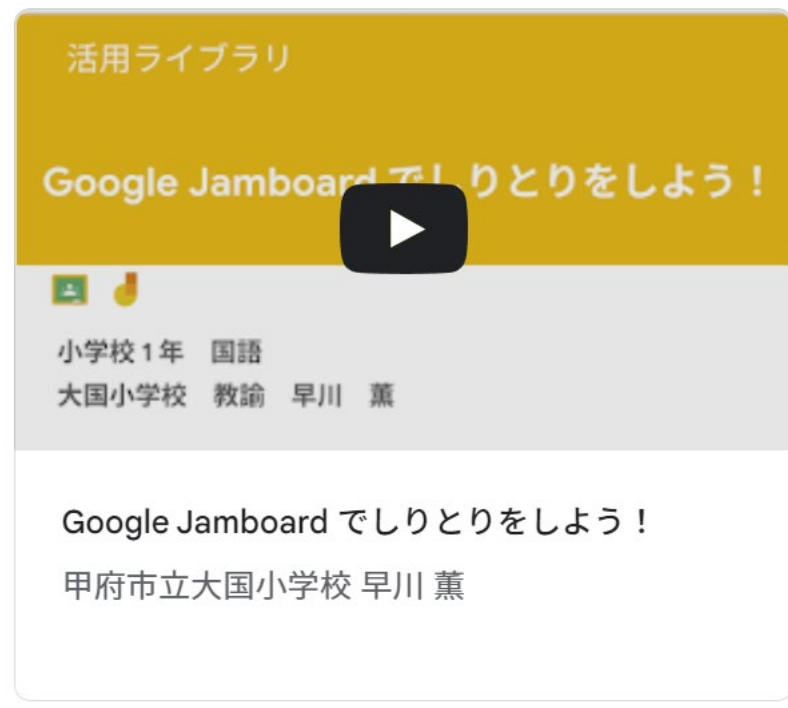 活用ライブラリ
Google Jamboard でしりとりをしよう！
小学校1年　国語
大国小学校　教諭　早川　薫
Google Jamboard でしりとりをしよう！
甲府市立大国小学校 早川 薫